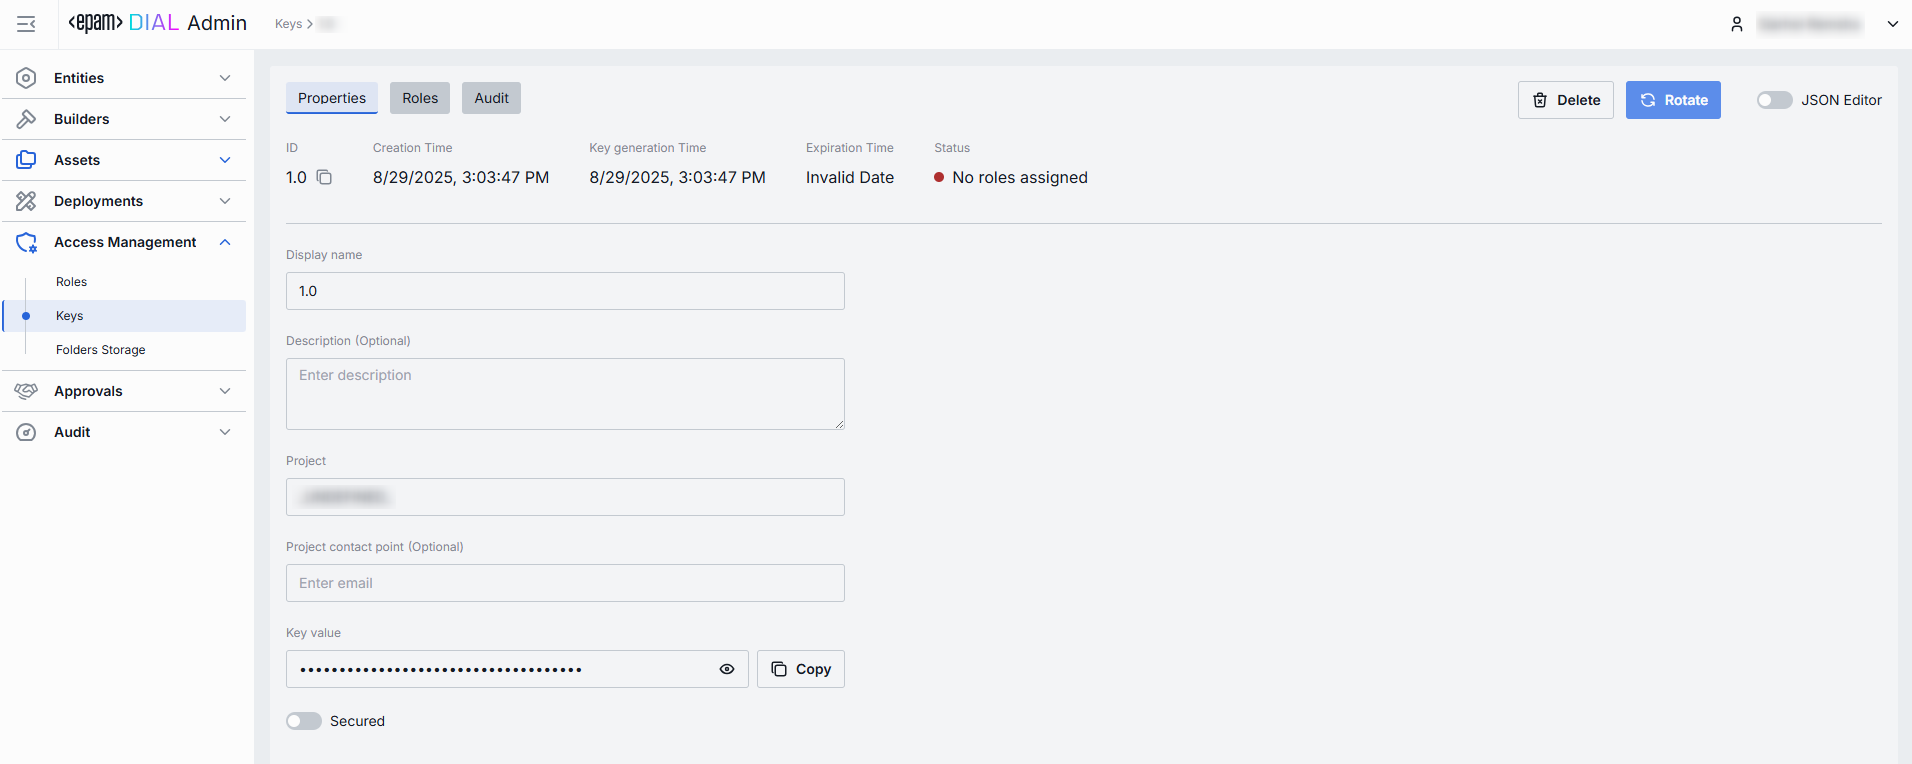 <epam> DIAL Admin
Keys >
Entities
Builders
Assets
Deployments
Access Management
Roles
Keys
Folders Storage
Approvals
Audit
Properties
Roles
Audit
Delete
Rotate
JSON Editor
ID
Creation Time
Key generation Time
Expiration Time
Status
1.0
8/29/2025, 3:03:47 PM
8/29/2025, 3:03:47 PM
Invalid Date
No roles assigned
Display name
1.0
Description (Optional)
Enter description
Project
Project contact point (Optional)
Enter email
Key value
••••••••••••••••••••••••••••••••••••
Copy
Secured